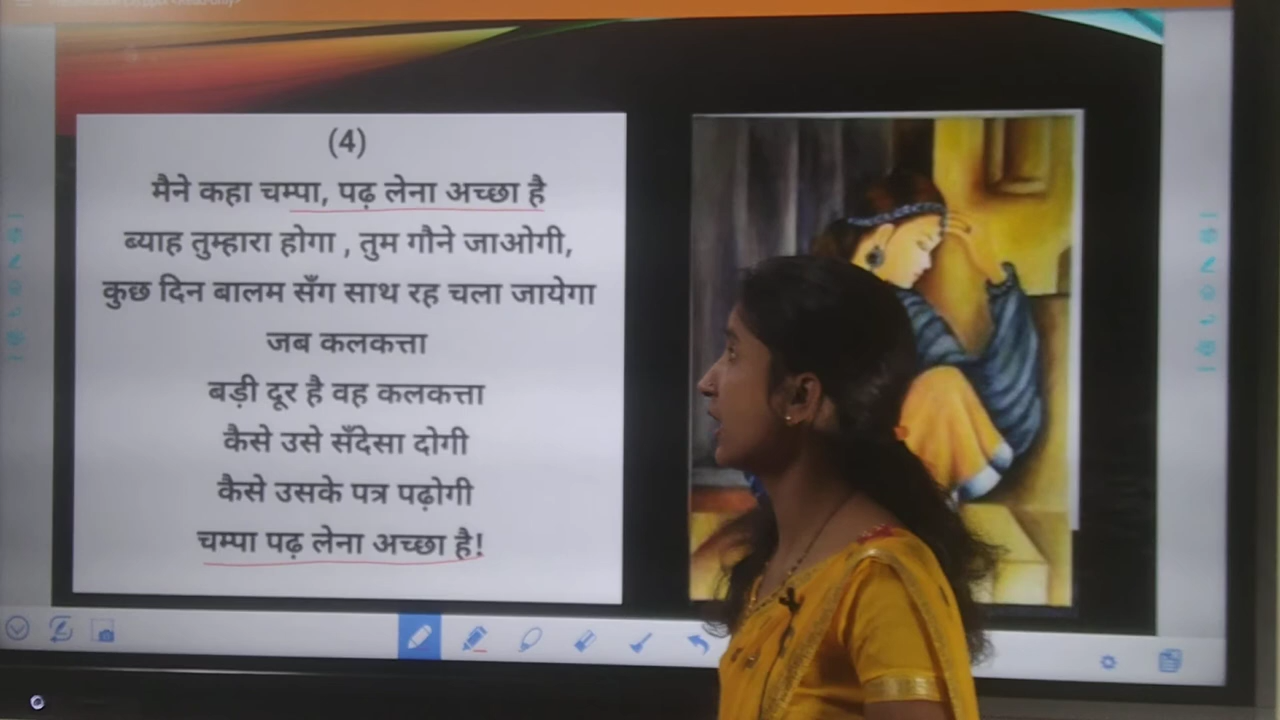 (4)
मैने कहा चम्पा, पढ़ लेना अच्छा है
ब्याह तुम्हारा होगा , तुम गौने जाओगी,
कुछ दिन बालम सँग साथ रह चला जायेगा
जब कलकत्ता
बड़ी दूर है वह कलकत्ता
कैसे उसे सँदेसा दोगी
कैसे उसके पत्र पढ़ोगी
चम्पा पढ़ लेना अच्छा है!